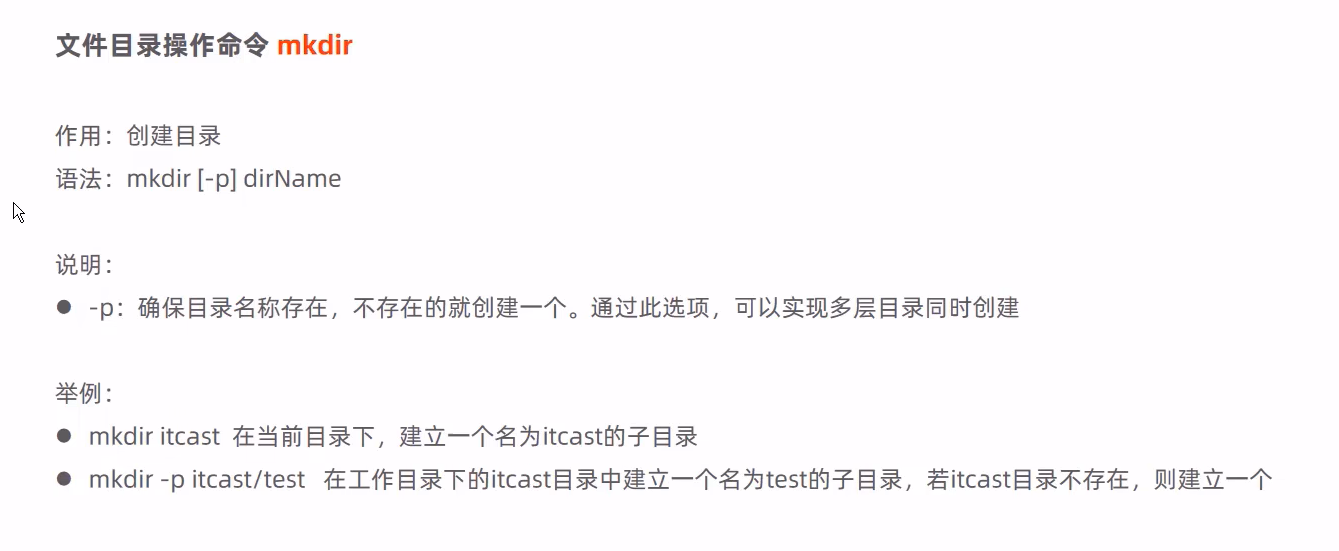 文件目录操作命令 mkdir
作用：创建目录
语法：mkdir [-p] dirName
说明：
● -p：确保目录名称存在，不存在的就创建一个。通过此选项，可以实现多层目录同时创建
举例：
● mkdir itcast 在当前目录下，建立一个名为itcast的子目录
● mkdir -p itcast/test 在工作目录下的itcast目录中建立一个名为test的子目录，若itcast目录不存在，则建立一个